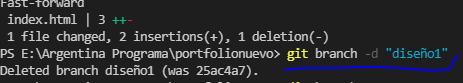 Fast-forward
index.html | 3 ++-
1 file changed, 2 insertions(+), 1 deletion(-)
PS E:\Argentina Programa\portfolionuevo> git branch -d "diseño1"
Deleted branch diseño1 (was 25ac4a7).